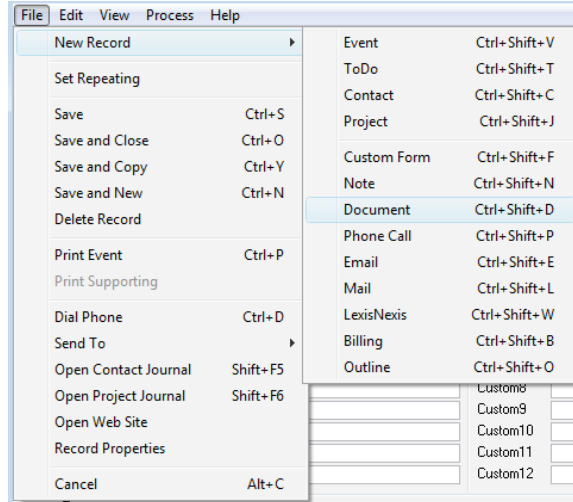 File Edit View Process Help
New Record
Set Repeating
Save Ctrl+S
Save and Close Ctrl+O
Save and Copy Ctrl+Y
Save and New Ctrl+N
Delete Record
Print Event Ctrl+P
Print Supporting
Dial Phone Ctrl+D
Send To
Open Contact Journal Shift+F5
Open Project Journal Shift+F6
Open Web Site
Record Properties
Cancel Alt+C
Event Ctrl+Shift+V
ToDo Ctrl+Shift+T
Contact Ctrl+Shift+C
Project Ctrl+Shift+J
Custom Form Ctrl+Shift+F
Note Ctrl+Shift+N
Document Ctrl+Shift+D
Phone Call Ctrl+Shift+P
Email Ctrl+Shift+E
Mail Ctrl+Shift+L
LexisNexis Ctrl+Shift+W
Billing Ctrl+Shift+B
Outline Ctrl+Shift+O
Custom8
Custom9
Custom10
Custom11
Custom12